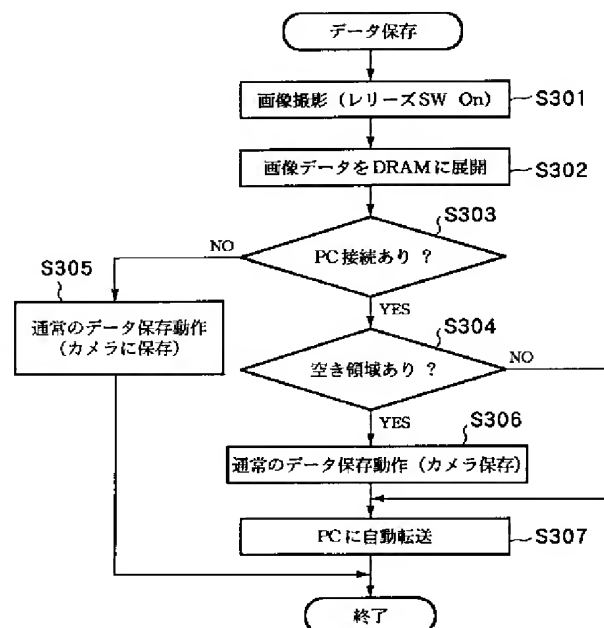 データ保存
画像撮影（レリーズSW On）
S301
画像データをDRAMに展開
S302
S303
PC接続あり ?
NO
YES
S305
通常のデータ保存動作
（カメラに保存）
S304
空き領域あり ?
NO
YES
S306
通常のデータ保存動作（カメラ保存）
PCに自動転送
S307
終了